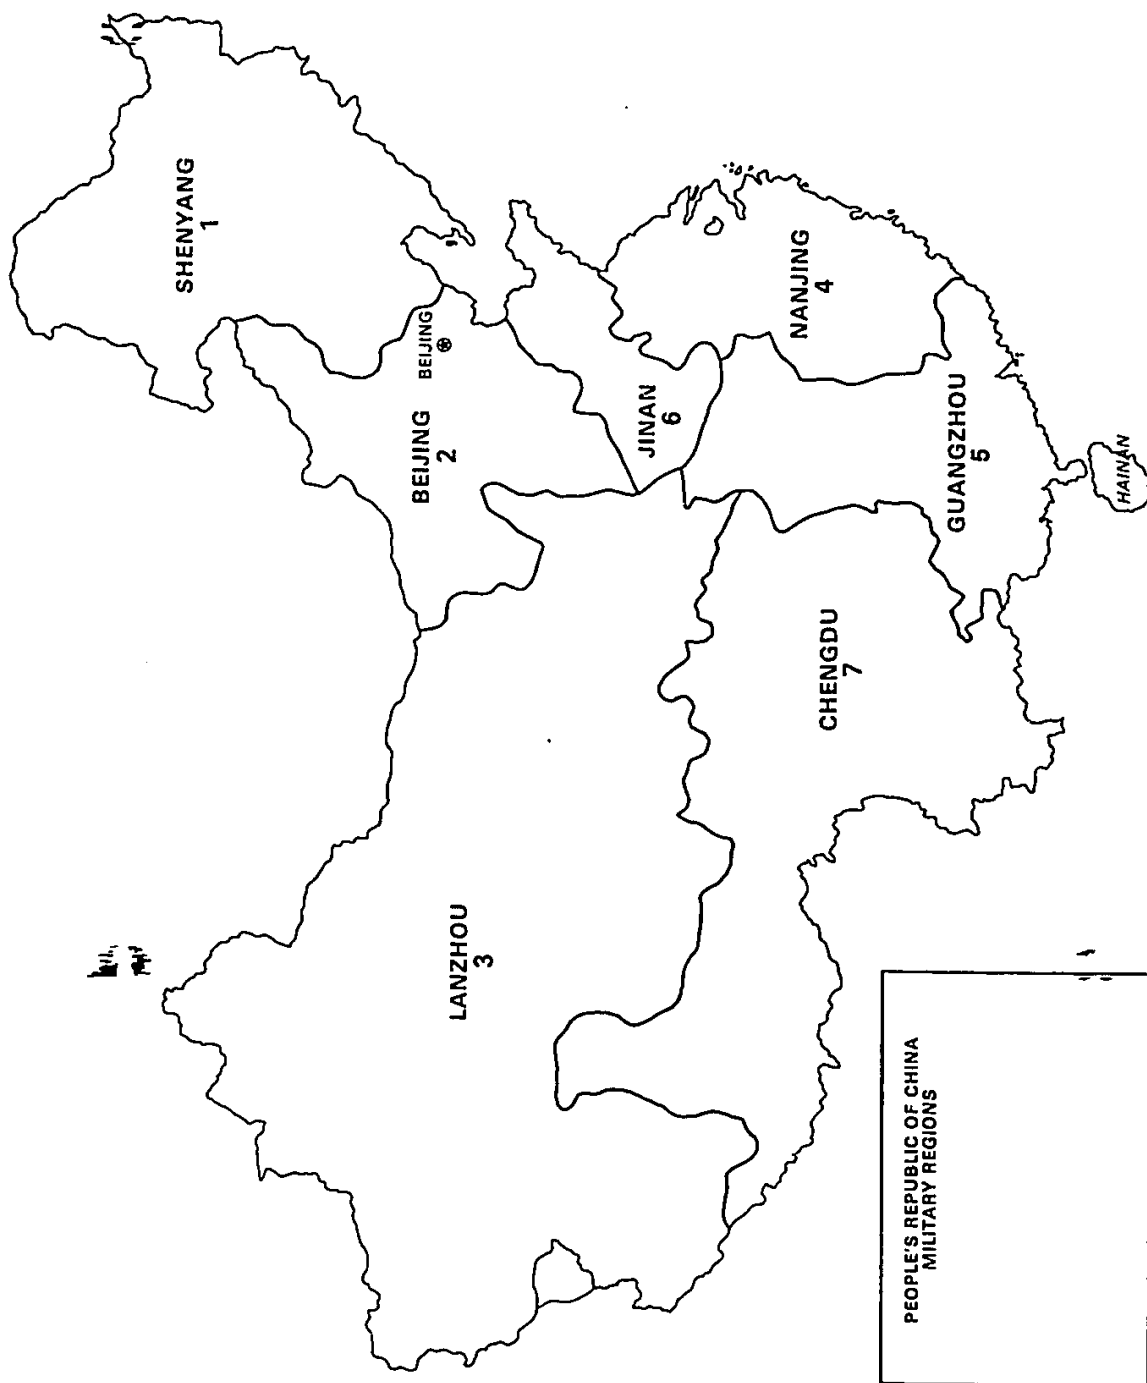 SHENYANG
1
BEIJING
BEIJING
2
LANZHOU
3
JINAN
6
NANJING
4
CHENGDU
7
GUANGZHOU
5
HAINAN
PEOPLE'S REPUBLIC OF CHINA
MILITARY REGIONS